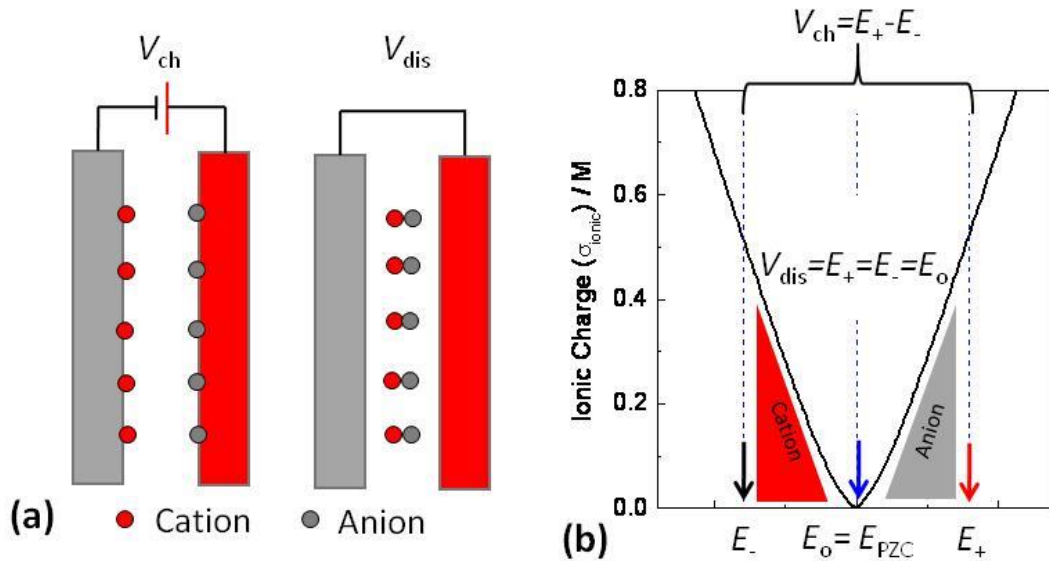 V_ch
V_dis
(a)
Cation
Anion
V_ch=E_+-E_-
0.8
0.6
0.4
0.2
0.0
Ionic Charge (σ_ionic) / M
V_dis=E_+=E_-=E_o
Cation
Anion
(b)
E_-
E_o= E_PZC
E_+